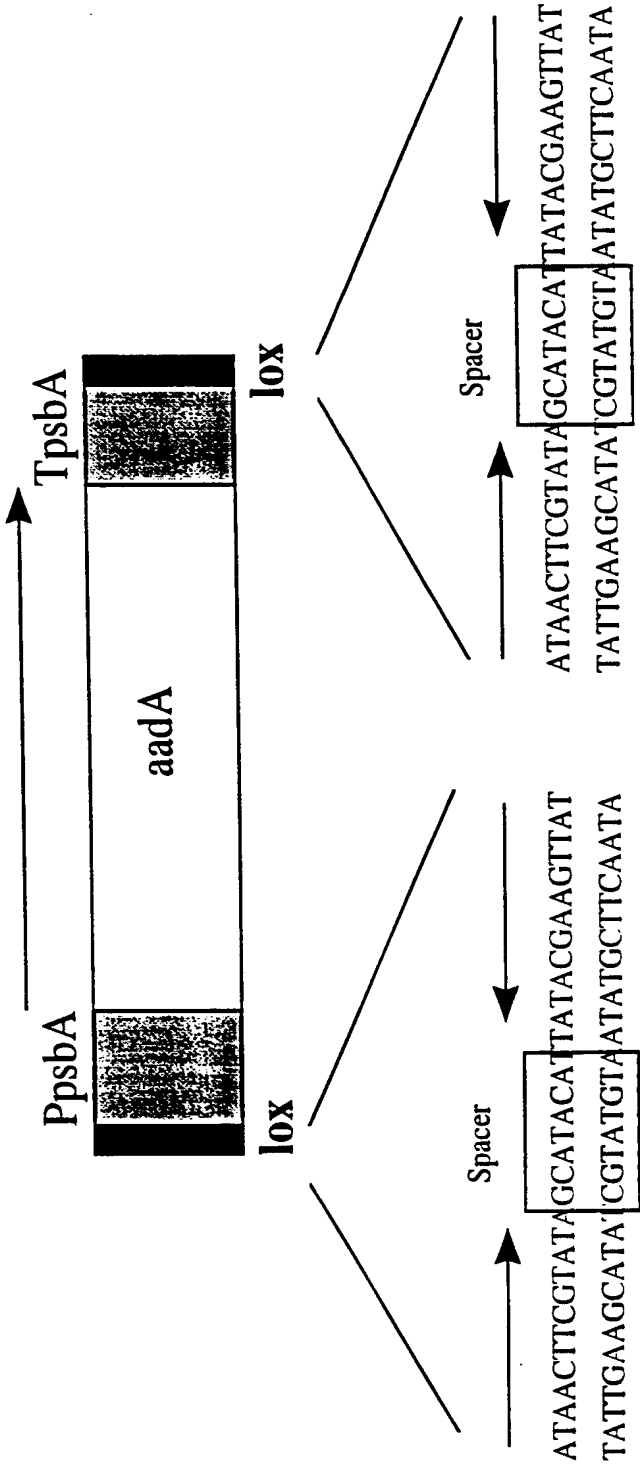 PpsbA
TpsbA
aadA
lox
lox
Spacer
Spacer
ATAACTTCGTATAGCATACATTATACGAAGTTAT
TATTGAAGCATATCGTATGTAATATGCTTCAATA
ATAACTTCGTATAGCATACATTATACGAAGTTAT
TATTGAAGCATATCGTATGTAATATGCTTCAATA